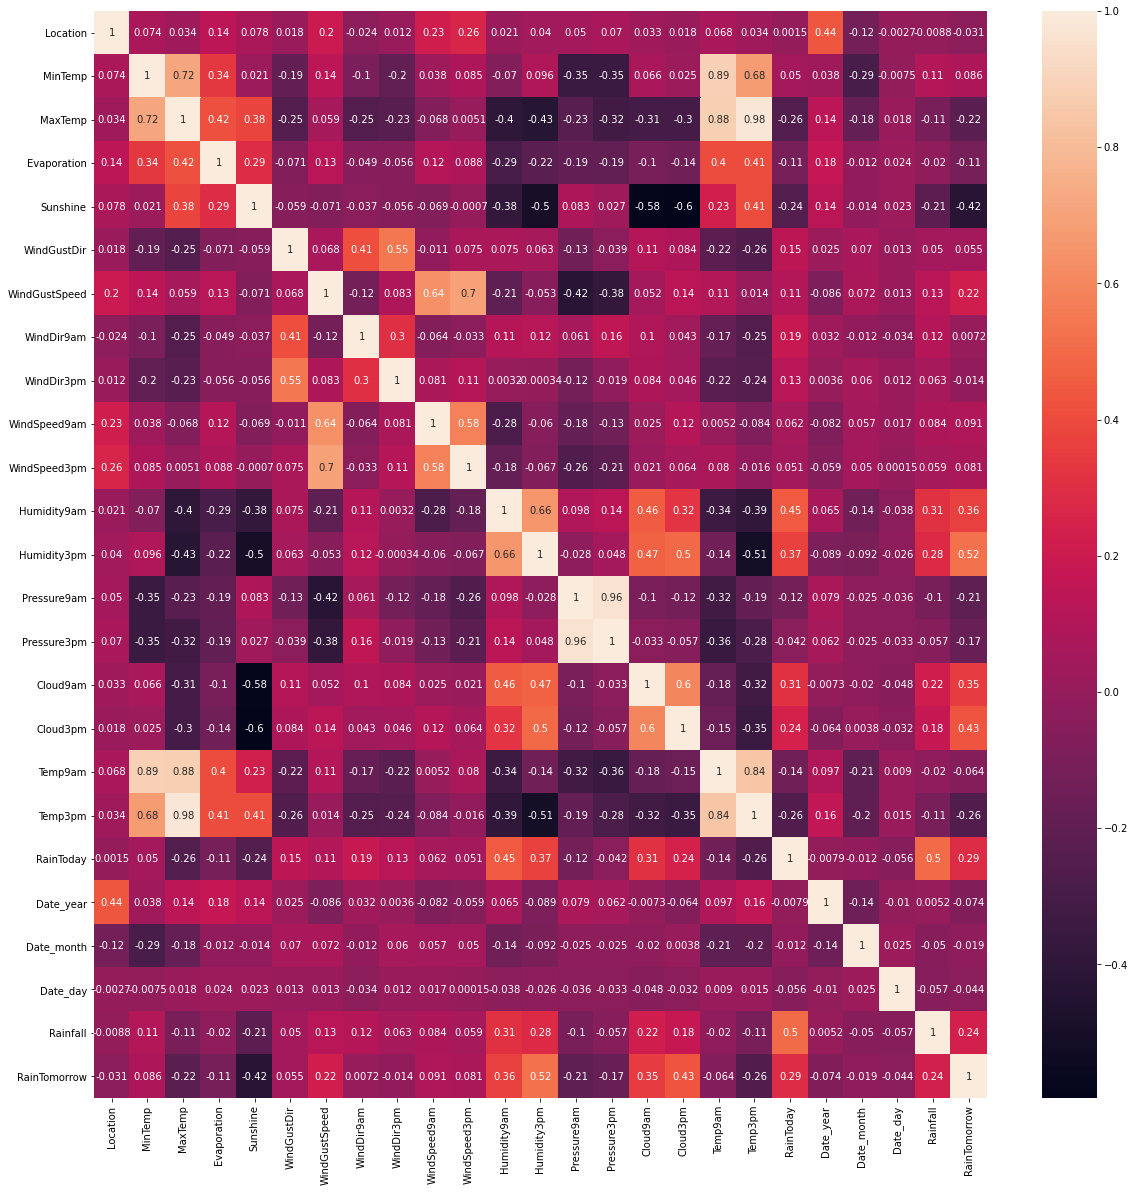 Location 1 0.074 0.034 0.14 0.078 0.018 0.2 -0.024 0.012 0.23 0.26 0.021 0.04 0.05 0.07 0.033 0.018 0.068 0.034 0.0015 0.44 -0.12 -0.0027 -0.0088 -0.031
MinTemp 0.074 1 0.72 0.34 0.021 -0.19 0.14 -0.1 -0.2 0.038 0.085 -0.07 0.096 -0.35 -0.35 0.066 0.025 0.89 0.68 0.05 0.038 -0.29 -0.0075 0.11 0.086
MaxTemp 0.034 0.72 1 0.42 0.38 -0.25 0.059 -0.25 -0.23 -0.068 0.0051 -0.4 -0.43 -0.23 -0.32 -0.31 -0.3 0.88 0.98 -0.26 0.14 -0.18 0.018 -0.11 -0.22
Evaporation 0.14 0.34 0.42 1 0.29 -0.071 0.13 -0.049 -0.056 0.12 0.088 -0.29 -0.22 -0.19 -0.19 -0.1 -0.14 0.4 0.41 -0.11 0.18 -0.012 0.024 -0.02 -0.11
Sunshine 0.078 0.021 0.38 0.29 1 -0.059 -0.071 -0.037 -0.056 -0.069 -0.0007 -0.38 -0.5 0.083 0.027 -0.58 -0.6 0.23 0.41 -0.24 0.14 -0.014 0.023 -0.21 -0.42
WindGustDir 0.018 -0.19 -0.25 -0.071 -0.059 1 0.068 0.41 0.55 -0.011 0.075 0.075 0.063 -0.13 -0.039 0.11 0.084 -0.22 -0.26 0.15 0.025 0.07 0.013 0.05 0.055
WindGustSpeed 0.2 0.14 0.059 0.13 -0.071 0.068 1 -0.12 0.083 0.64 0.7 -0.21 -0.053 -0.42 -0.38 0.052 0.14 0.11 0.014 0.11 -0.086 0.072 0.013 0.13 0.22
WindDir9am -0.024 -0.1 -0.25 -0.049 -0.037 0.41 -0.12 1 0.3 -0.064 -0.033 0.11 0.12 0.061 0.16 0.1 0.043 -0.17 -0.25 0.19 0.032 -0.012 -0.034 0.12 0.0072
WindDir3pm 0.012 -0.2 -0.23 -0.056 -0.056 0.55 0.083 0.3 1 0.081 0.11 0.0032 -0.00034 -0.12 -0.019 0.084 0.046 -0.22 -0.24 0.13 0.0036 0.06 0.012 0.063 -0.014
WindSpeed9am 0.23 0.038 -0.068 0.12 -0.069 -0.011 0.64 -0.064 0.081 1 0.58 -0.28 -0.06 -0.18 -0.13 0.025 0.12 0.0052 -0.084 0.062 -0.082 0.057 0.017 0.084 0.091
WindSpeed3pm 0.26 0.085 0.0051 0.088 -0.0007 0.075 0.7 -0.033 0.11 0.58 1 -0.18 -0.067 -0.26 -0.21 0.021 0.064 0.08 -0.016 0.051 -0.059 0.05 0.00015 0.059 0.081
Humidity9am 0.021 -0.07 -0.4 -0.29 -0.38 0.075 -0.21 0.11 0.0032 -0.28 -0.18 1 0.66 0.098 0.14 0.46 0.32 -0.34 -0.39 0.45 0.065 -0.14 -0.038 0.31 0.36
Humidity3pm 0.04 0.096 -0.43 -0.22 -0.5 0.063 -0.053 0.12 -0.00034 -0.06 -0.067 0.66 1 -0.028 0.048 0.47 0.5 -0.14 -0.51 0.37 -0.089 -0.092 -0.026 0.28 0.52
Pressure9am 0.05 -0.35 -0.23 -0.19 0.083 -0.13 -0.42 0.061 -0.12 -0.18 -0.26 0.098 -0.028 1 0.96 -0.1 -0.12 -0.32 -0.19 -0.12 0.079 -0.025 -0.036 -0.1 -0.21
Pressure3pm 0.07 -0.35 -0.32 -0.19 0.027 -0.039 -0.38 0.16 -0.019 -0.13 -0.21 0.14 0.048 0.96 1 -0.033 -0.057 -0.36 -0.28 -0.042 0.062 -0.025 -0.033 -0.057 -0.17
Cloud9am 0.033 0.066 -0.31 -0.1 -0.58 0.11 0.052 0.1 0.084 0.025 0.021 0.46 0.47 -0.1 -0.033 1 0.6 -0.18 -0.32 0.31 -0.0073 -0.02 -0.048 0.22 0.35
Cloud3pm 0.018 0.025 -0.3 -0.14 -0.6 0.084 0.14 0.043 0.046 0.12 0.064 0.32 0.5 -0.12 -0.057 0.6 1 -0.15 -0.35 0.24 -0.064 0.0038 -0.032 0.18 0.43
Temp9am 0.068 0.89 0.88 0.4 0.23 -0.22 0.11 -0.17 -0.22 0.0052 0.08 -0.34 -0.14 -0.32 -0.36 -0.18 -0.15 1 0.84 -0.14 0.097 -0.21 0.009 -0.02 -0.064
Temp3pm 0.034 0.68 0.98 0.41 0.41 -0.26 0.014 -0.25 -0.24 -0.084 -0.016 -0.39 -0.51 -0.19 -0.28 -0.32 -0.35 0.84 1 -0.26 0.16 -0.2 0.015 -0.11 -0.26
RainToday 0.0015 0.05 -0.26 -0.11 -0.24 0.15 0.11 0.19 0.13 0.062 0.051 0.45 0.37 -0.12 -0.042 0.31 0.24 -0.14 -0.26 1 -0.0079 -0.012 -0.056 0.5 0.29
Date_year 0.44 0.038 0.14 0.18 0.14 0.025 -0.086 0.032 0.0036 -0.082 -0.059 0.065 -0.089 0.079 0.062 -0.0073 -0.064 0.097 0.16 -0.0079 1 -0.14 -0.01 0.0052 -0.074
Date_month -0.12 -0.29 -0.18 -0.012 -0.014 0.07 0.072 -0.012 0.06 0.057 0.05 -0.14 -0.092 -0.025 -0.025 -0.02 0.0038 -0.21 -0.2 -0.012 -0.14 1 0.025 -0.05 -0.019
Date_day -0.0027 -0.0075 0.018 0.024 0.023 0.013 0.013 -0.034 0.012 0.017 0.00015 -0.038 -0.026 -0.036 -0.033 -0.048 -0.032 0.009 0.015 -0.056 -0.01 0.025 1 -0.057 -0.044
Rainfall -0.0088 0.11 -0.11 -0.02 -0.21 0.05 0.13 0.12 0.063 0.084 0.059 0.31 0.28 -0.1 -0.057 0.22 0.18 -0.02 -0.11 0.5 0.0052 -0.05 -0.057 1 0.24
RainTomorrow -0.031 0.086 -0.22 -0.11 -0.42 0.055 0.22 0.0072 -0.014 0.091 0.081 0.36 0.52 -0.21 -0.17 0.35 0.43 -0.064 -0.26 0.29 -0.074 -0.019 -0.044 0.24 1
Location
MinTemp
MaxTemp
Evaporation
Sunshine
WindGustDir
WindGustSpeed
WindDir9am
WindDir3pm
WindSpeed9am
WindSpeed3pm
Humidity9am
Humidity3pm
Pressure9am
Pressure3pm
Cloud9am
Cloud3pm
Temp9am
Temp3pm
RainToday
Date_year
Date_month
Date_day
Rainfall
RainTomorrow
1.0
0.8
0.6
0.4
0.2
0.0
−0.2
−0.4